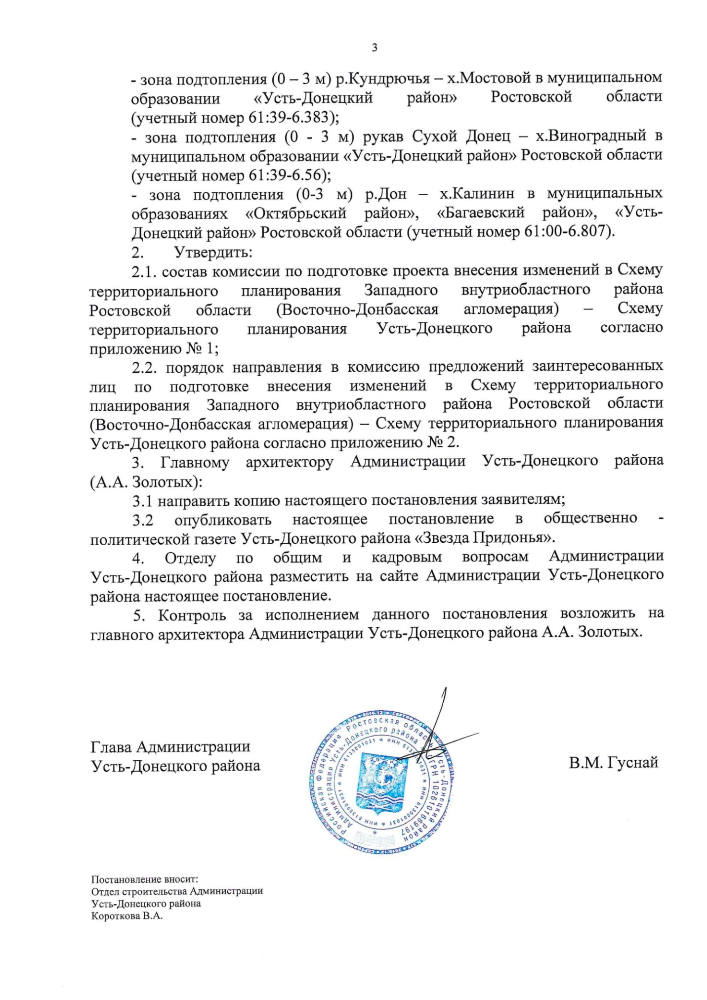 3
- зона подтопления (0 – 3 м) р.Кундрючья – х.Мостовой в муниципальном
образовании «Усть-Донецкий район» Ростовской области
(учетный номер 61:39-6.383);
- зона подтопления (0 - 3 м) рукав Сухой Донец – х.Виноградный в
муниципальном образовании «Усть-Донецкий район» Ростовской области
(учетный номер 61:39-6.56);
- зона подтопления (0-3 м) р.Дон – х.Калинин в муниципальных
образованиях «Октябрьский район», «Багаевский район», «Усть-
Донецкий район» Ростовской области (учетный номер 61:00-6.807).
2. Утвердить:
2.1. состав комиссии по подготовке проекта внесения изменений в Схему
территориального планирования Западного внутриобластного района
Ростовской области (Восточно-Донбасская агломерация) – Схему
территориального планирования Усть-Донецкого района согласно
приложению № 1;
2.2. порядок направления в комиссию предложений заинтересованных
лиц по подготовке внесения изменений в Схему территориального
планирования Западного внутриобластного района Ростовской области
(Восточно-Донбасская агломерация) – Схему территориального планирования
Усть-Донецкого района согласно приложению № 2.
3. Главному архитектору Администрации Усть-Донецкого района
(А.А. Золотых):
3.1 направить копию настоящего постановления заявителям;
3.2 опубликовать настоящее постановление в общественно -
политической газете Усть-Донецкого района «Звезда Придонья».
4. Отделу по общим и кадровым вопросам Администрации
Усть-Донецкого района разместить на сайте Администрации Усть-Донецкого
района настоящее постановление.
5. Контроль за исполнением данного постановления возложить на
главного архитектора Администрации Усть-Донецкого района А.А. Золотых.
Глава Администрации
Усть-Донецкого района
В.М. Гуснай
Российская Федерация Ростовская область Усть-Донецкий район
Администрация Усть-Донецкого района * ОГРН 1026101669197
* ИНН 6135001031 * ИНН 6135001031 * ИНН 6135001031 * ИНН 6135001031
Постановление вносит:
Отдел строительства Администрации
Усть-Донецкого района
Короткова В.А.